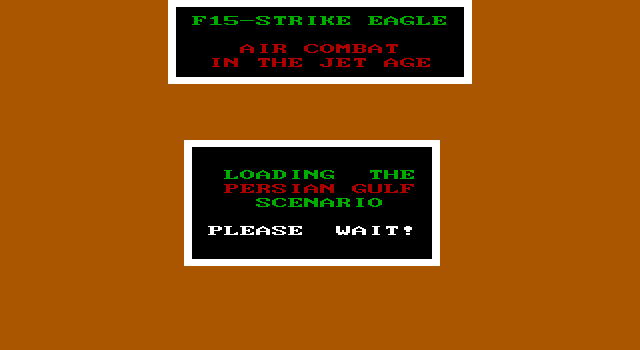 F15-STRIKE EAGLE
AIR COMBAT
IN THE JET AGE
LOADING THE
PERSIAN GULF
SCENARIO
PLEASE WAIT!